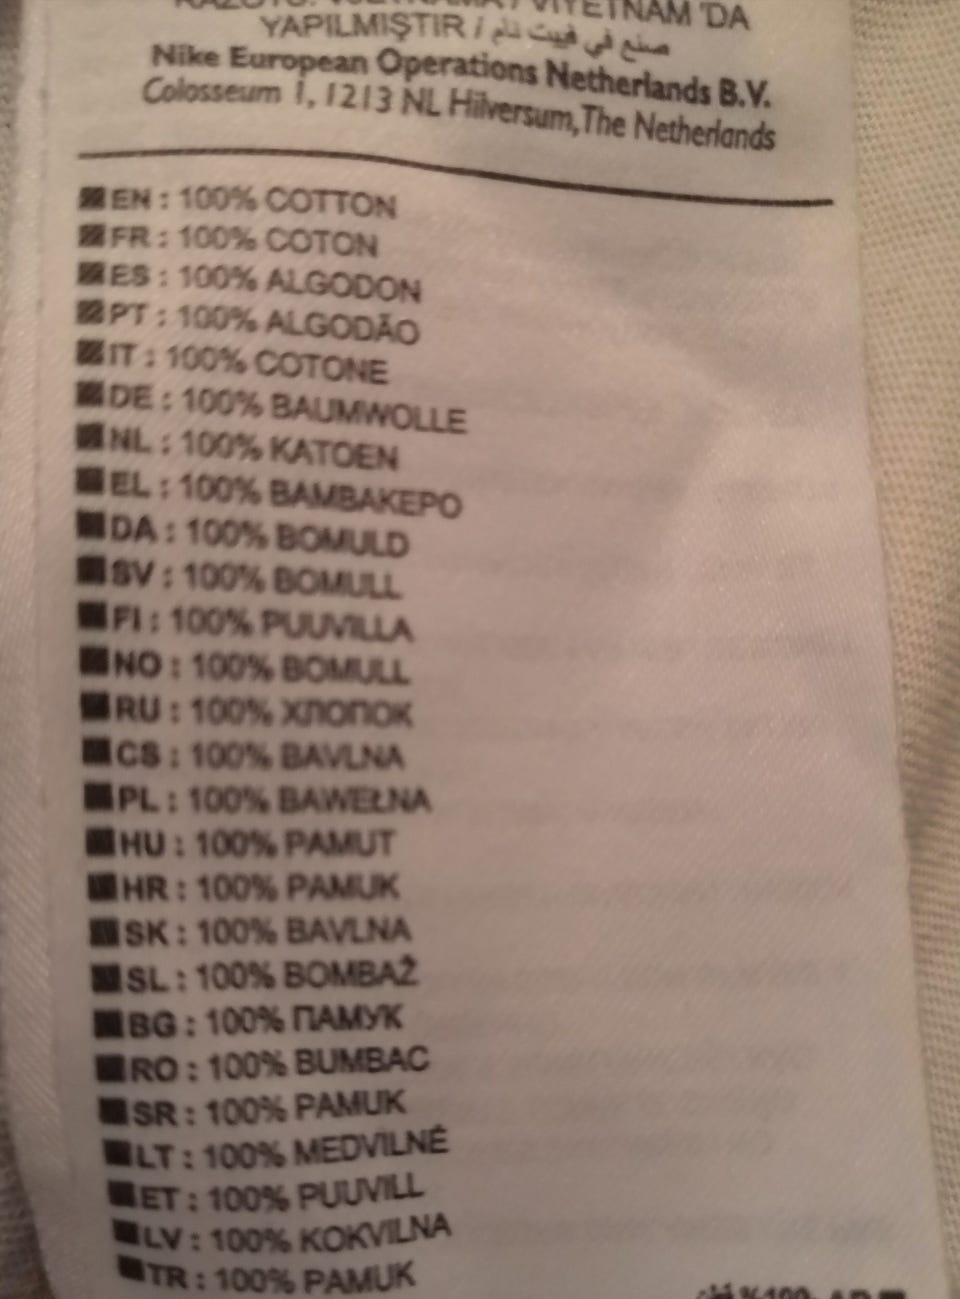 VIYETNAM 'DA
YAPILMIŞTIR / صنع في فييت نام
Nike European Operations Netherlands B.V.
Colosseum 1, 1213 NL Hilversum, The Netherlands
EN : 100% COTTON
FR : 100% COTON
ES : 100% ALGODON
PT : 100% ALGODÃO
IT : 100% COTONE
DE : 100% BAUMWOLLE
NL : 100% KATOEN
EL : 100% ΒΑΜΒΑΚΕΡΟ
DA : 100% BOMULD
SV : 100% BOMULL
FI : 100% PUUVILLA
NO : 100% BOMULL
RU : 100% ХЛОПОК
CS : 100% BAVLNA
PL : 100% BAWEŁNA
HU : 100% PAMUT
HR : 100% PAMUK
SK : 100% BAVLNA
SL : 100% BOMBAŽ
BG : 100% ПАМУК
RO : 100% BUMBAC
SR : 100% PAMUK
LT : 100% MEDVILNĖ
ET : 100% PUUVILL
LV : 100% KOKVILNA
TR : 100% PAMUK